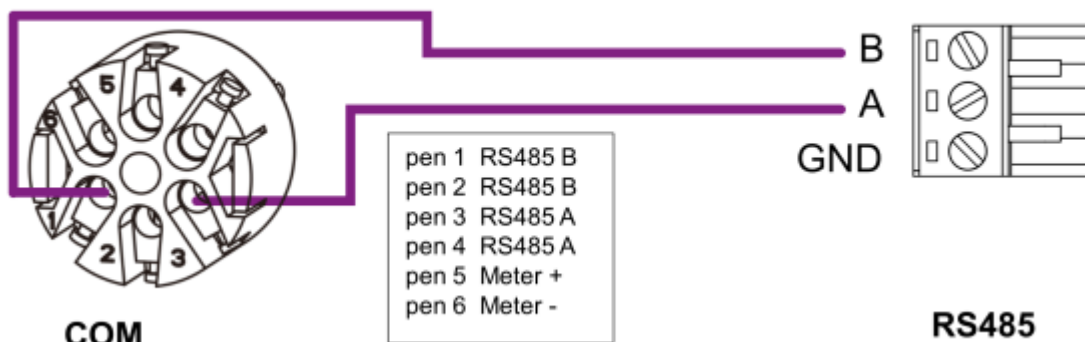 B
5
4
6
A
pen 1 RS485 B
pen 2 RS485 B
pen 3 RS485 A
pen 4 RS485 A
pen 5 Meter +
pen 6 Meter -
GND
1
2
3
COM
RS485